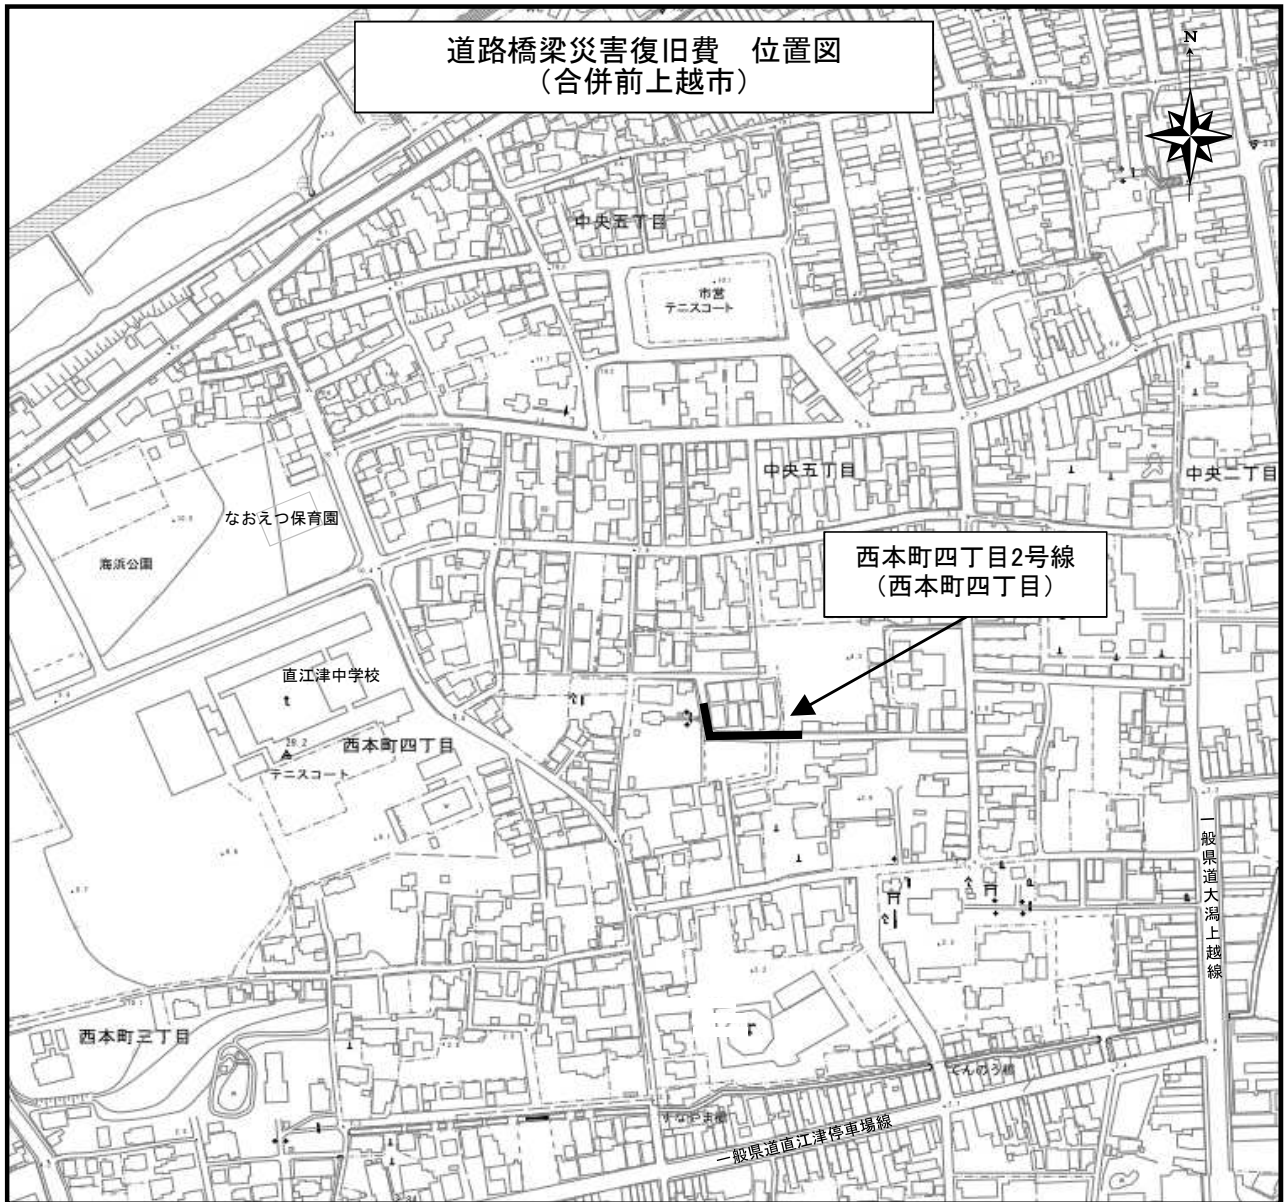 道路橋梁災害復旧費　位置図
（合併前上越市）
N
中央五丁目
市営
テニスコート
中央五丁目
中央二丁目
なおえつ保育園
海浜公園
西本町四丁目2号線
（西本町四丁目）
直江津中学校
西本町四丁目
テニスコート
一般県道大潟上越線
西本町三丁目
一般県道直江津停車場線